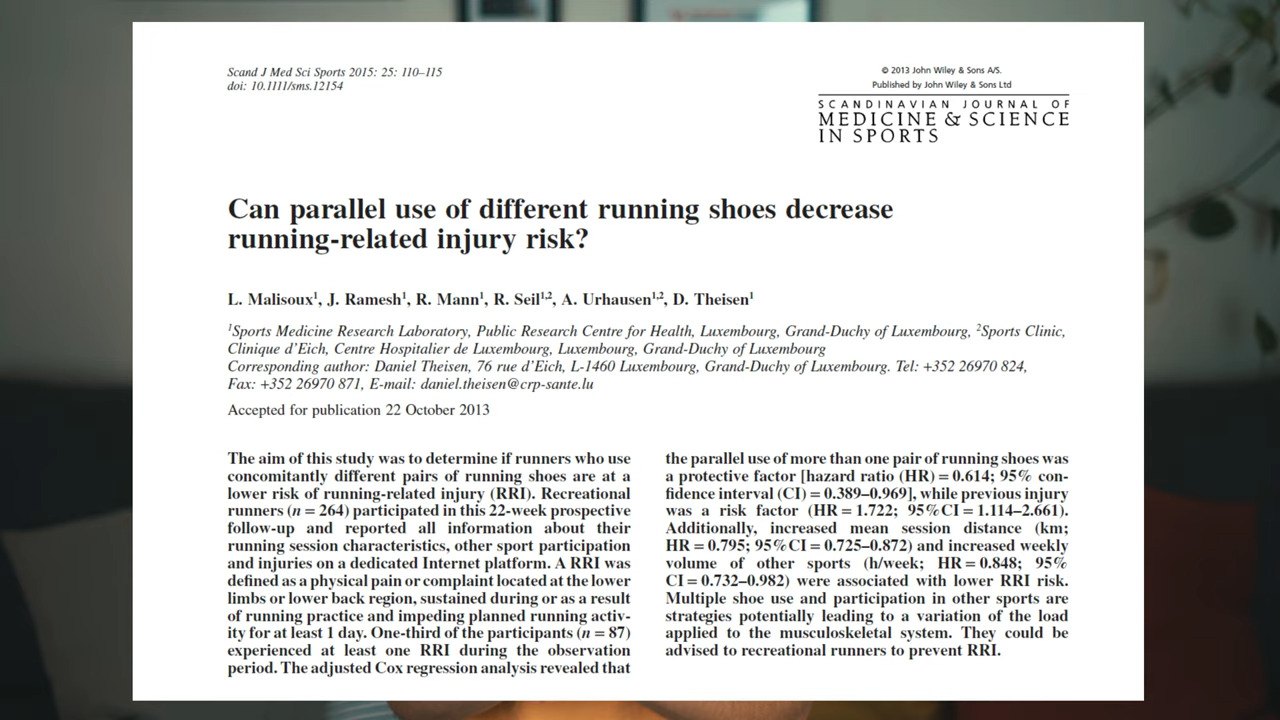 Scand J Med Sci Sports 2015: 25: 110–115
doi: 10.1111/sms.12154
© 2013 John Wiley & Sons A/S.
Published by John Wiley & Sons Ltd
SCANDINAVIAN JOURNAL OF
MEDICINE & SCIENCE
IN SPORTS
Can parallel use of different running shoes decrease
running-related injury risk?
L. Malisoux¹, J. Ramesh¹, R. Mann¹, R. Seil¹,², A. Urhausen¹,², D. Theisen¹
¹Sports Medicine Research Laboratory, Public Research Centre for Health, Luxembourg, Grand-Duchy of Luxembourg, ²Sports Clinic,
Clinique d'Eich, Centre Hospitalier de Luxembourg, Luxembourg, Grand-Duchy of Luxembourg
Corresponding author: Daniel Theisen, 76 rue d'Eich, L-1460 Luxembourg, Grand-Duchy of Luxembourg. Tel: +352 26970 824,
Fax: +352 26970 871, E-mail: daniel.theisen@crp-sante.lu
Accepted for publication 22 October 2013
The aim of this study was to determine if runners who use
concomitantly different pairs of running shoes are at a
lower risk of running-related injury (RRI). Recreational
runners (n = 264) participated in this 22-week prospective
follow-up and reported all information about their
running session characteristics, other sport participation
and injuries on a dedicated Internet platform. A RRI was
defined as a physical pain or complaint located at the lower
limbs or lower back region, sustained during or as a result
of running practice and impeding planned running activ-
ity for at least 1 day. One-third of the participants (n = 87)
experienced at least one RRI during the observation
period. The adjusted Cox regression analysis revealed that
the parallel use of more than one pair of running shoes was
a protective factor [hazard ratio (HR) = 0.614; 95% con-
fidence interval (CI) = 0.389–0.969], while previous injury
was a risk factor (HR = 1.722; 95%CI = 1.114–2.661).
Additionally, increased mean session distance (km;
HR = 0.795; 95%CI = 0.725–0.872) and increased weekly
volume of other sports (h/week; HR = 0.848; 95%
CI = 0.732–0.982) were associated with lower RRI risk.
Multiple shoe use and participation in other sports are
strategies potentially leading to a variation of the load
applied to the musculoskeletal system. They could be
advised to recreational runners to prevent RRI.